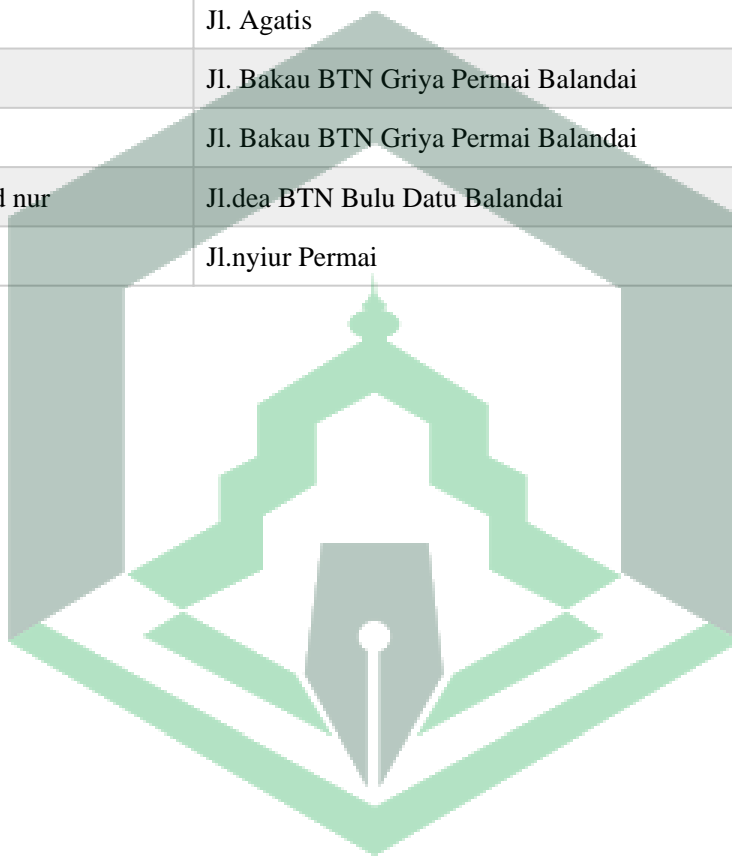 Jl. Agatis
Jl. Bakau BTN Griya Permai Balandai
Jl. Bakau BTN Griya Permai Balandai
nur Jl.dea BTN Bulu Datu Balandai
Jl.nyiur Permai